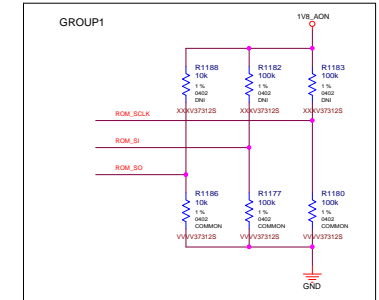 GROUP1
1V8_AON
R1188
10k
1 %
0402
DNI
XXXV37312S
R1182
100k
1 %
0402
DNI
XXXV37312S
R1183
100k
1 %
0402
DNI
XXXV37312S
ROM_SCLK
ROM_SI
ROM_SO
R1186
10k
1 %
0402
COMMON
VVVV37312S
R1177
100k
1 %
0402
COMMON
VVVV37312S
R1180
100k
1 %
0402
COMMON
VVVV37312S
GND